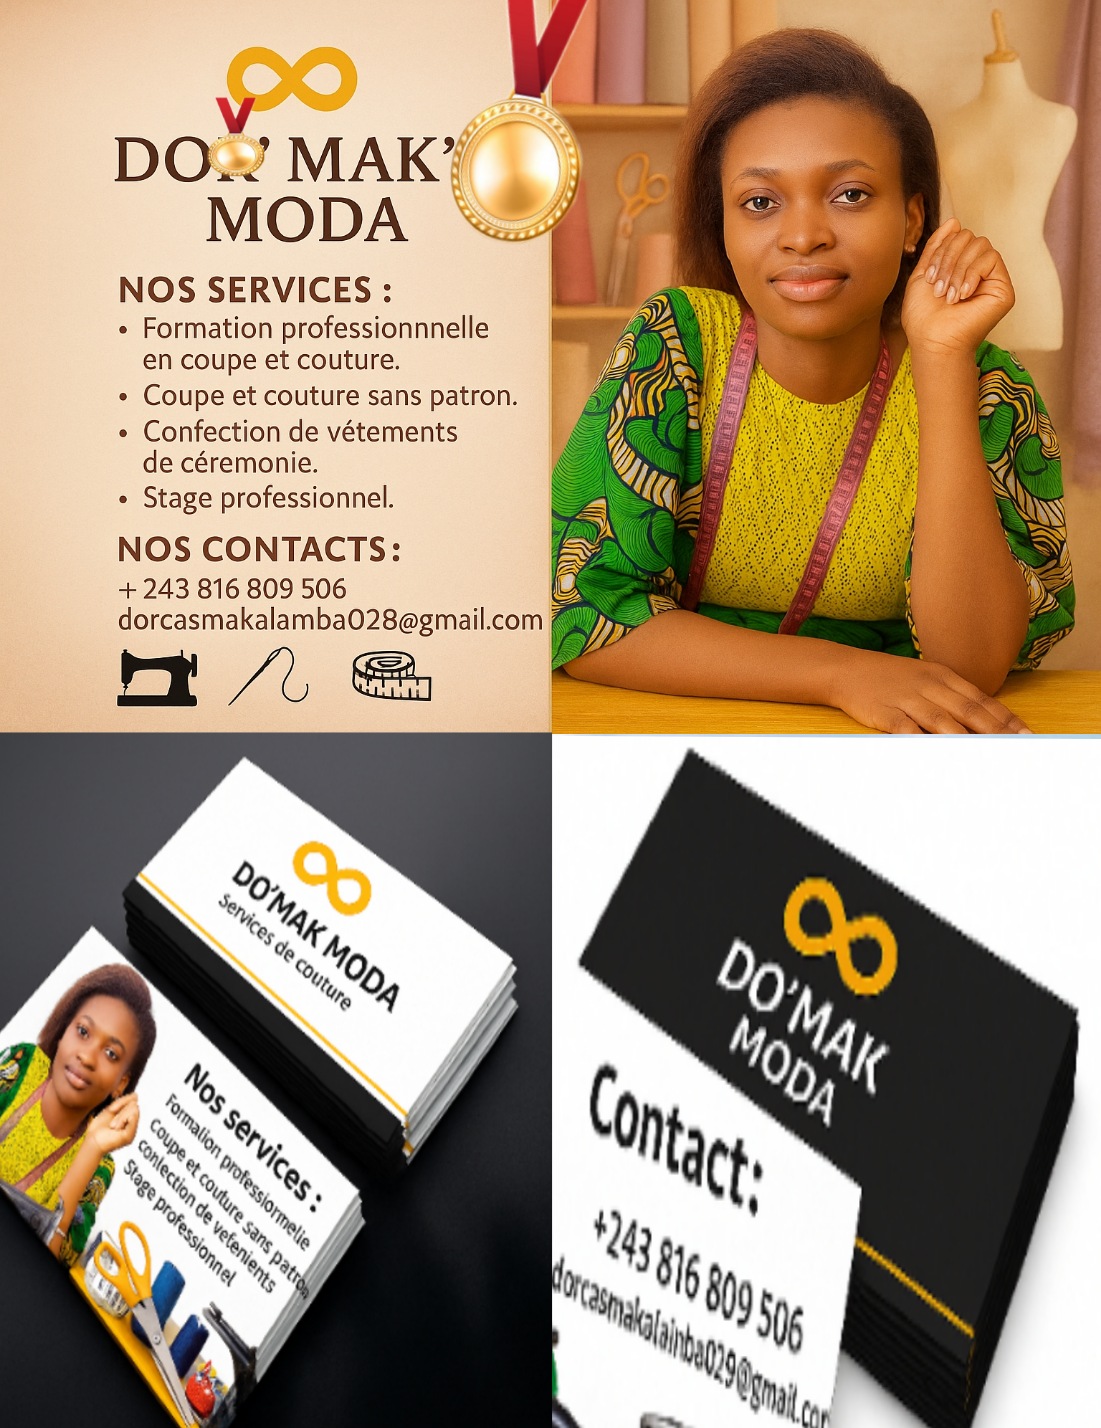 DOR' MAK'
MODA
NOS SERVICES :
• Formation professionnnelle
en coupe et couture.
• Coupe et couture sans patron.
• Confection de vétements
de céremonie.
• Stage professionnel.
NOS CONTACTS :
+ 243 816 809 506
dorcasmakalamba028@gmail.com
DO'MAK MODA
Services de couture
Nos services :
Formation professiormelie
Coupe et couture sans patron
conlection de vefenients
Stage professionnel
DO'MAK
MODA
Contact:
+243 816 809 506
dorcasmakalainba029@gmail.com